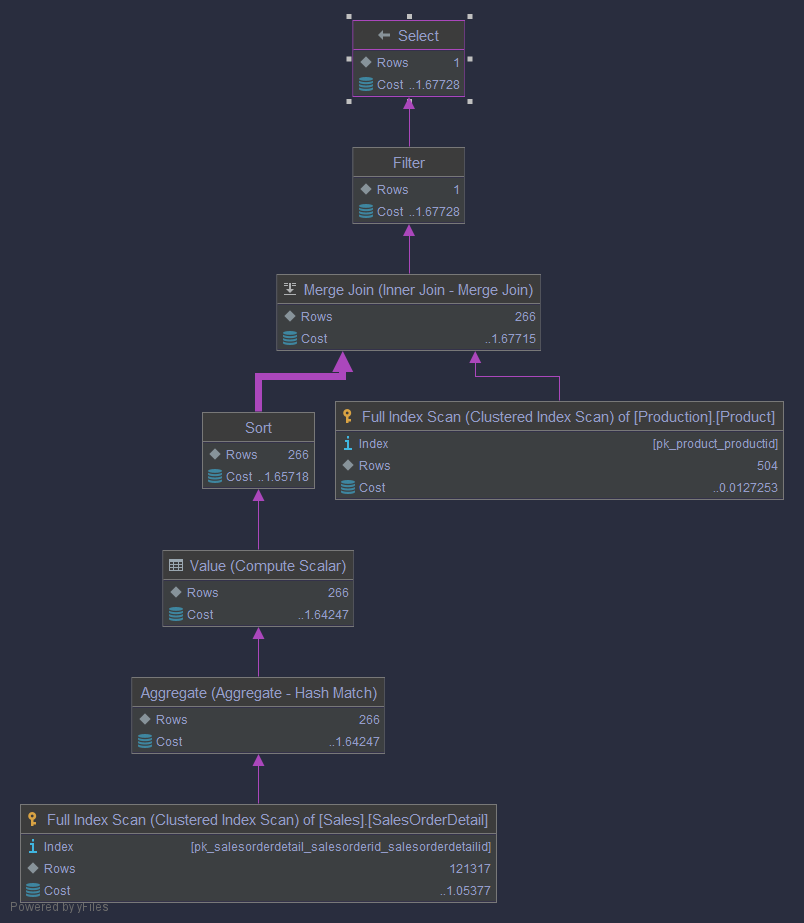 Select
Rows 1
Cost ..1.67728
Filter
Rows 1
Cost ..1.67728
Merge Join (Inner Join - Merge Join)
Rows 266
Cost ..1.67715
Sort
Rows 266
Cost ..1.65718
Full Index Scan (Clustered Index Scan) of [Production].[Product]
Index [pk_product_productid]
Rows 504
Cost ..0.0127253
Value (Compute Scalar)
Rows 266
Cost ..1.64247
Aggregate (Aggregate - Hash Match)
Rows 266
Cost ..1.64247
Full Index Scan (Clustered Index Scan) of [Sales].[SalesOrderDetail]
Index [pk_salesorderdetail_salesorderid_salesorderdetailid]
Rows 121317
Cost ..1.05377
Powered by yFiles